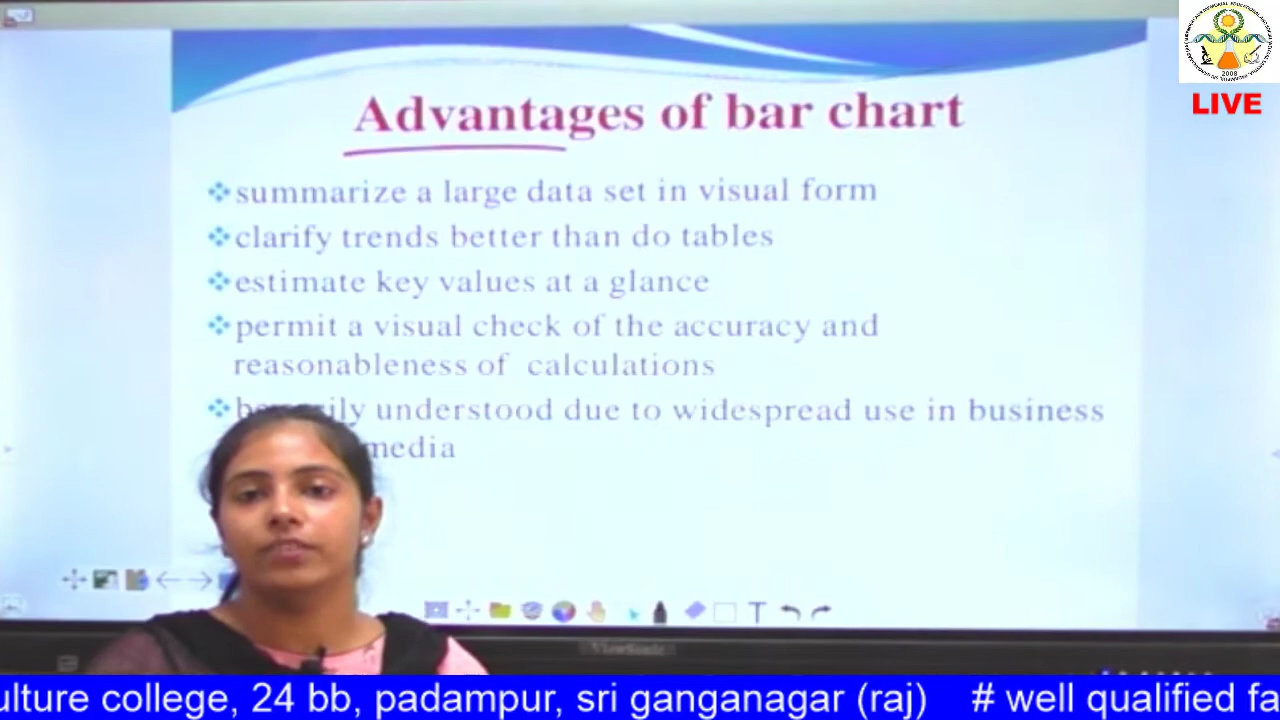 LIVE
Advantages of bar chart
summarize a large data set in visual form
clarify trends better than do tables
estimate key values at a glance
permit a visual check of the accuracy and
reasonableness of calculations
understood due to widespread use in business
media
T
ViewSonic
ulture college, 24 bb, padampur, sri ganganagar (raj) # well qualified fa
2008